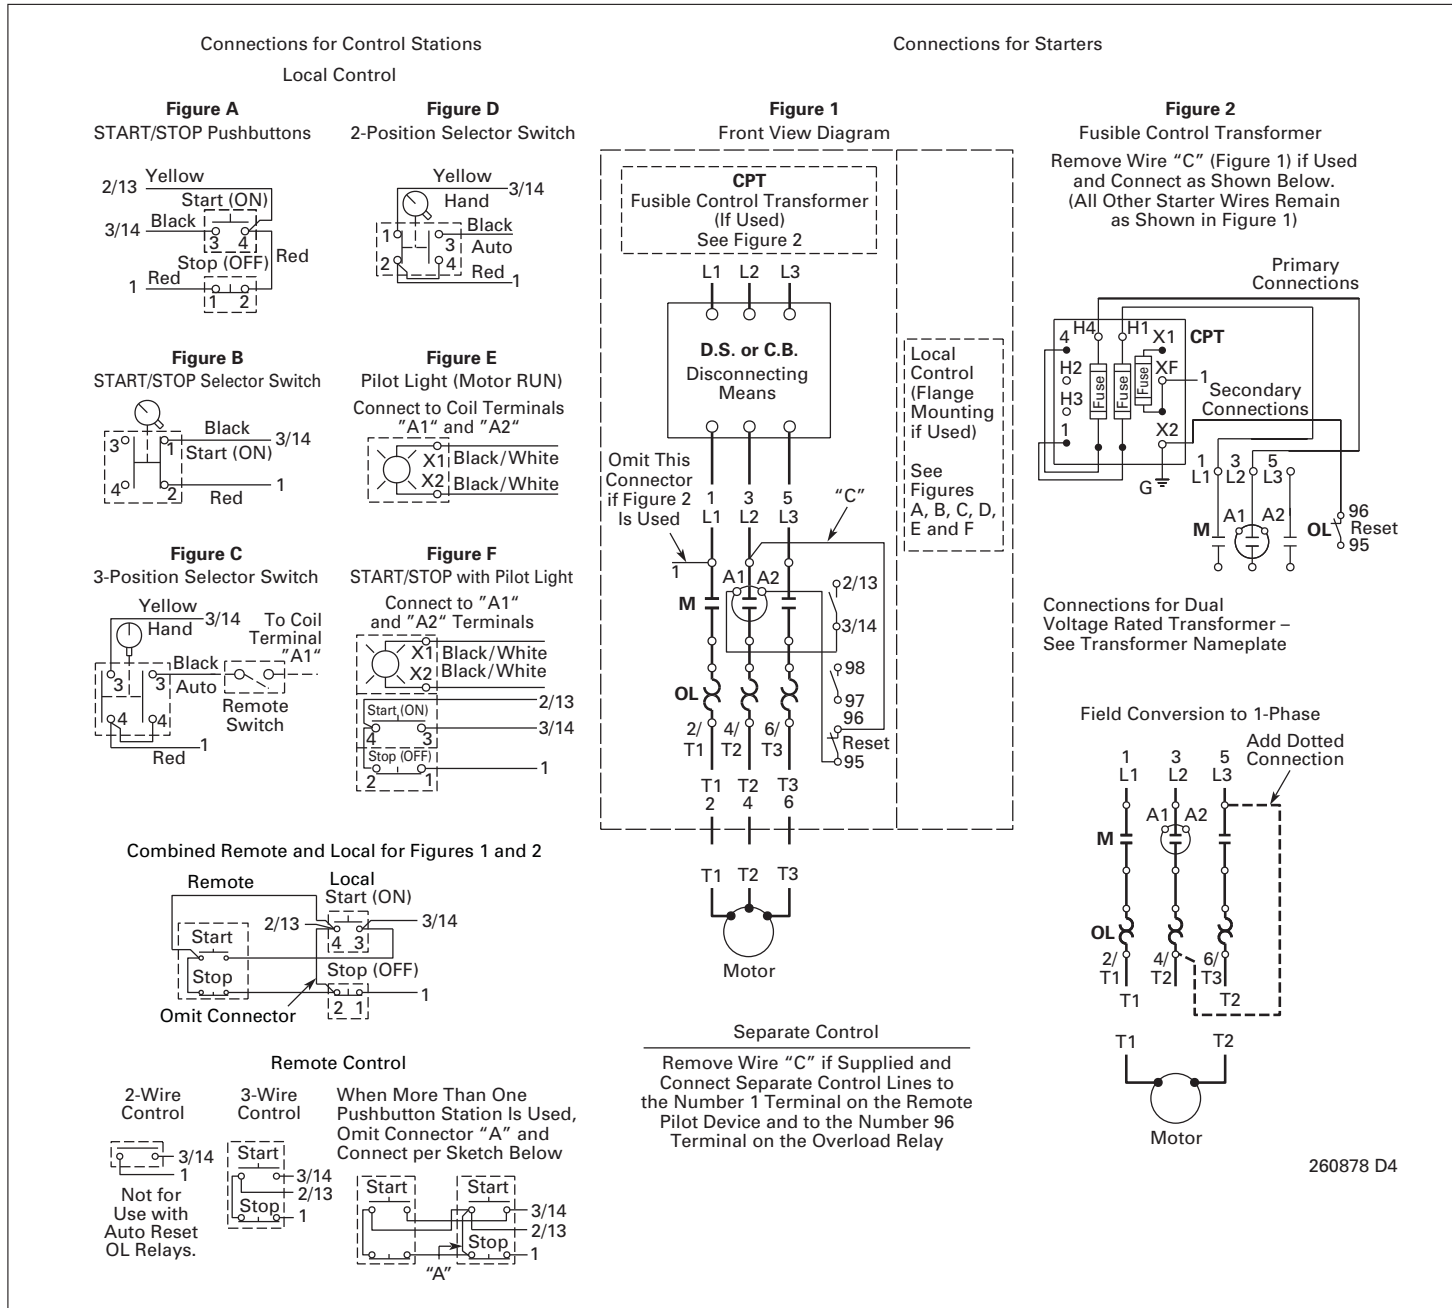 Connections for Control Stations
Local Control
Connections for Starters
Figure A
START/STOP Pushbuttons
2/13
Yellow
Start (ON)
3/14
Black
3 4
Red
Stop (OFF)
1
Red
1 2
Figure D
2-Position Selector Switch
Yellow
3/14
Hand
1
Black
3
Auto
2
4
Red
1
Figure B
START/STOP Selector Switch
3
1
Black
3/14
Start (ON)
4
2
Red
1
Figure E
Pilot Light (Motor RUN)
Connect to Coil Terminals
"A1" and "A2"
X1
Black/White
X2
Black/White
Figure C
3-Position Selector Switch
Yellow
3/14
Hand
To Coil
Terminal
"A1"
Black
3
3
Auto
Remote
Switch
4
4
1
Red
Figure F
START/STOP with Pilot Light
Connect to "A1"
and "A2" Terminals
X1
Black/White
X2
Black/White
2/13
Start (ON)
3/14
4
3
Stop (OFF)
1
2
1
Combined Remote and Local for Figures 1 and 2
Remote
Local
Start (ON)
2/13
3/14
4 3
Start
Stop
Stop (OFF)
1
2 1
Omit Connector
Remote Control
2-Wire
Control
3/14
1
Not for
Use with
Auto Reset
OL Relays.
3-Wire
Control
Start
3/14
2/13
Stop
1
When More Than One
Pushbutton Station Is Used,
Omit Connector "A" and
Connect per Sketch Below
Start
Start
3/14
2/13
Stop
1
"A"
Figure 1
Front View Diagram
CPT
Fusible Control Transformer
(If Used)
See Figure 2
L1 L2 L3
D.S. or C.B.
Disconnecting
Means
Local
Control
(Flange
Mounting
if Used)
See
Figures
A, B, C, D,
E and F
Omit This
Connector
if Figure 2
Is Used
1 3 5
L1 L2 L3
"C"
1
A1 A2
2/13
M
3/14
98
OL
97
96
2/ 4/ 6/
T1 T2 T3
Reset
95
T1 T2 T3
2 4 6
T1 T2 T3
Motor
Separate Control
Remove Wire "C" if Supplied and
Connect Separate Control Lines to
the Number 1 Terminal on the Remote
Pilot Device and to the Number 96
Terminal on the Overload Relay
Figure 2
Fusible Control Transformer
Remove Wire "C" (Figure 1) if Used
and Connect as Shown Below.
(All Other Starter Wires Remain
as Shown in Figure 1)
Primary
Connections
4
H4
H1
X1
CPT
H2
Fuse
Fuse
Fuse
XF
1
H3
Secondary
Connections
1
X2
G
1 3 5
L1 L2 L3
M
A1 A2
OL
96
Reset
95
Connections for Dual
Voltage Rated Transformer –
See Transformer Nameplate
Field Conversion to 1-Phase
1 3 5
L1 L2 L3
Add Dotted
Connection
A1 A2
M
OL
2/ 4/ 6/
T1 T2 T3
T1 T2
T1 T2
Motor
260878 D4